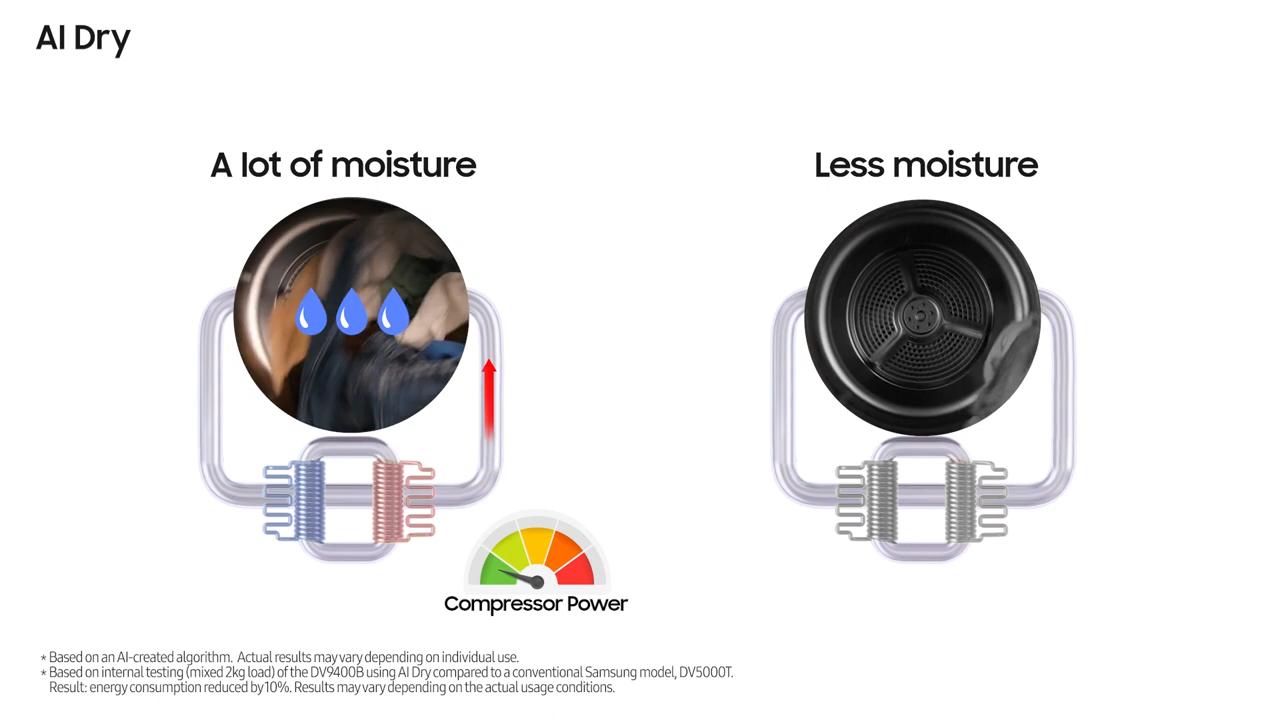 AI Dry
A lot of moisture
Less moisture
Compressor Power
* Based on an AI-created algorithm. Actual results may vary depending on individual use.
* Based on internal testing (mixed 2kg load) of the DV9400B using AI Dry compared to a conventional Samsung model, DV5000T.
Result: energy consumption reduced by 10%. Results may vary depending on the actual usage conditions.